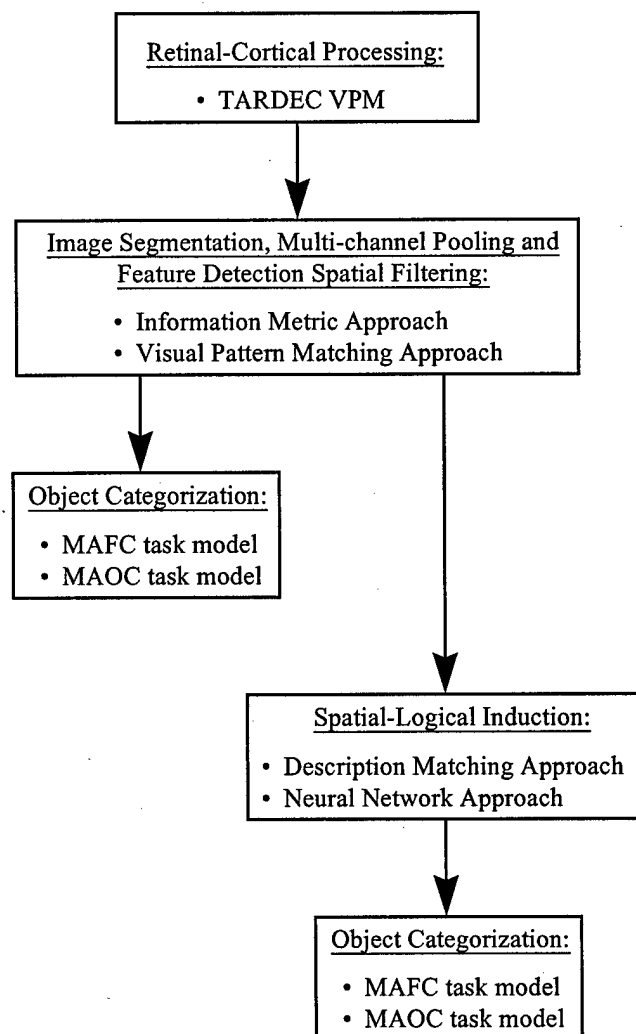 Retinal-Cortical Processing:
• TARDEC VPM
Image Segmentation, Multi-channel Pooling and
Feature Detection Spatial Filtering:
• Information Metric Approach
• Visual Pattern Matching Approach
Object Categorization:
• MAFC task model
• MAOC task model
Spatial-Logical Induction:
• Description Matching Approach
• Neural Network Approach
Object Categorization:
• MAFC task model
• MAOC task model